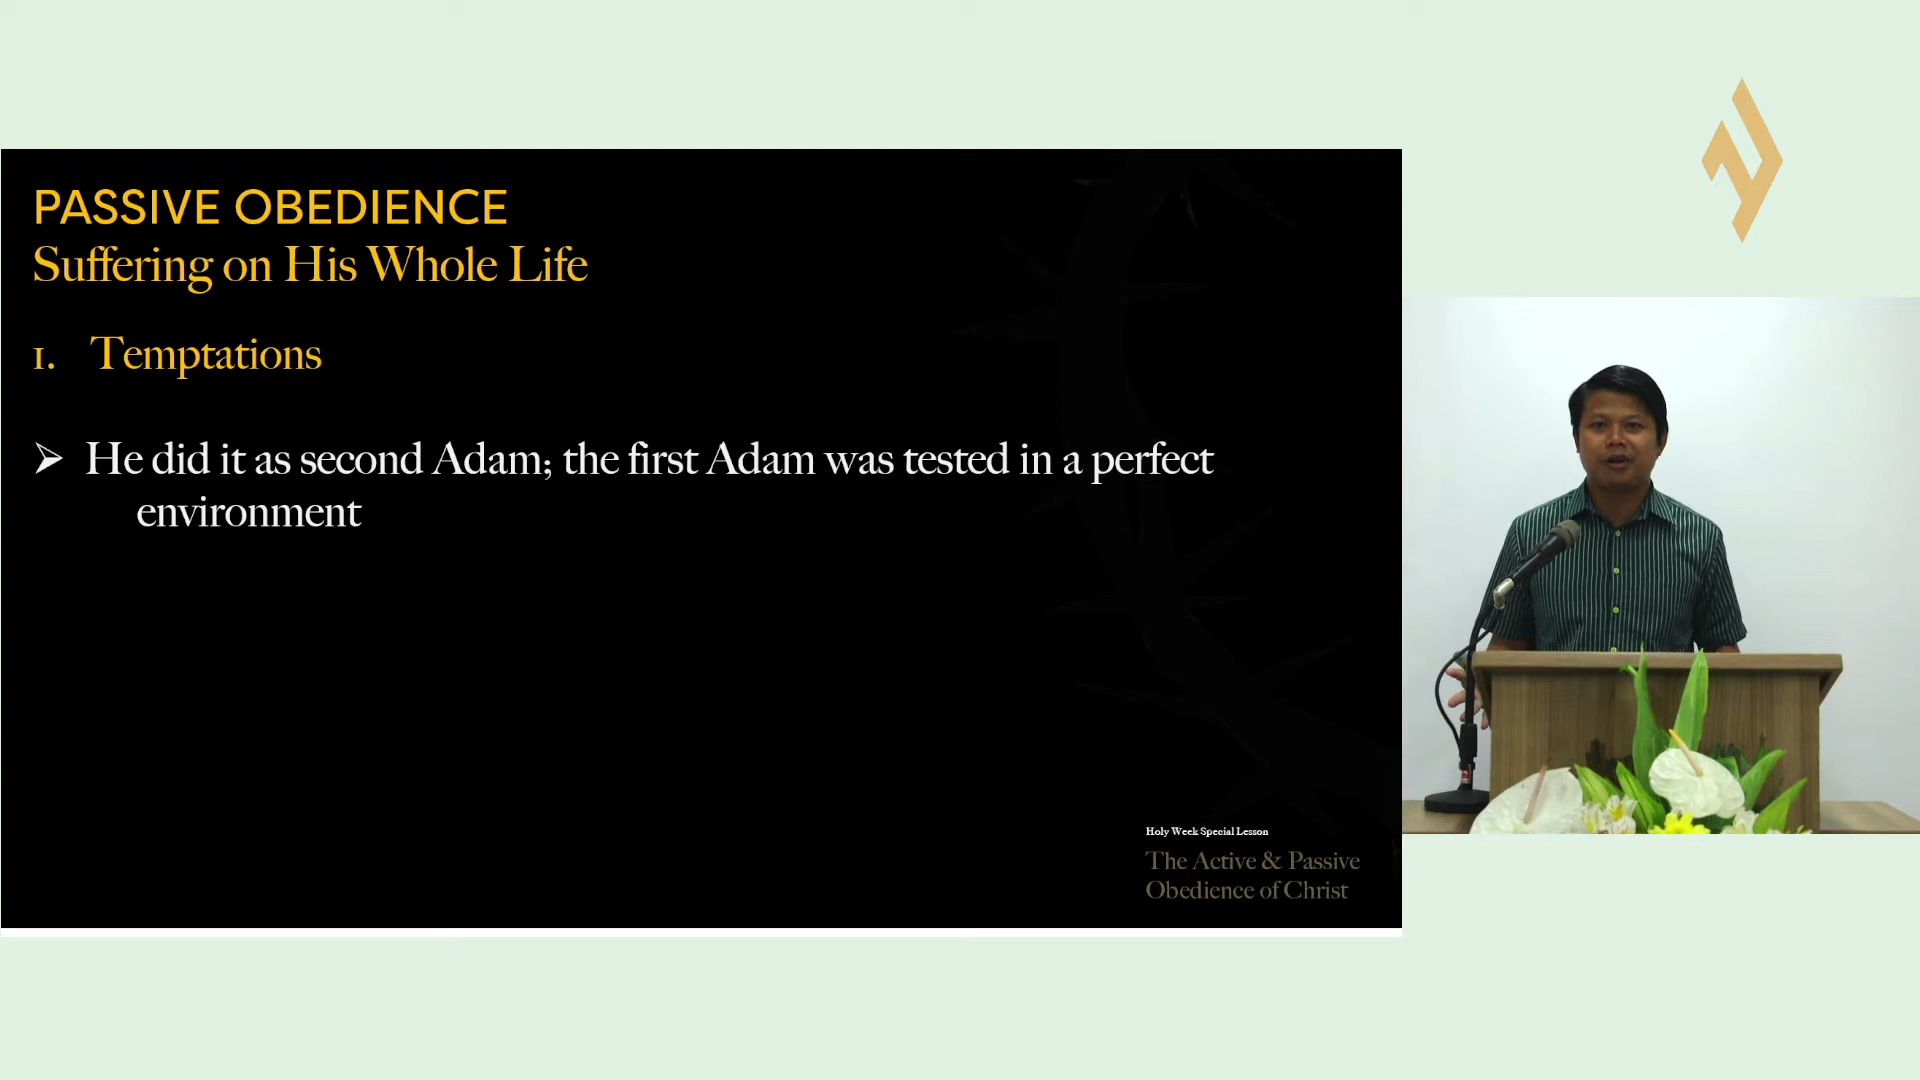 PASSIVE OBEDIENCE
Suffering on His Whole Life
1. Temptations
➢ He did it as second Adam; the first Adam was tested in a perfect
environment
Holy Week Special Lesson
The Active & Passive
Obedience of Christ